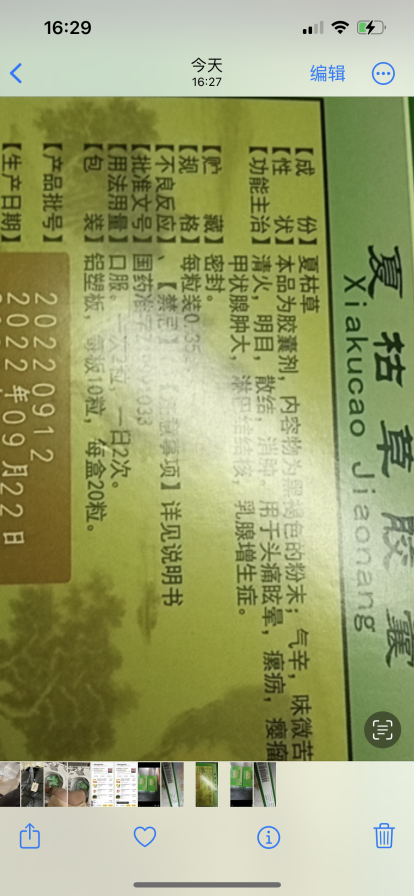 16:29
今天
16:27
编辑
夏枯草胶囊
Xiakucao Jiaonang
【成份】夏枯草
【性状】本品为胶囊剂，内容物为黑褐色的粉末；气辛，味微苦
【功能主治】清火，明目，散结，消肿。用于头痛眩晕，瘰疬，瘿瘤
甲状腺肿大，淋巴结结核，乳腺增生症。
【贮藏】密封。
【规格】每粒装0.35
【不良反应】、【禁忌】、【注意事项】详见说明书
【批准文号】国药准字
【用法用量】口服。一次2粒，一日2次。
【包装】铝塑板，每板10粒，每盒20粒。
【产品批号】20220912
【生产日期】2022年09月22日